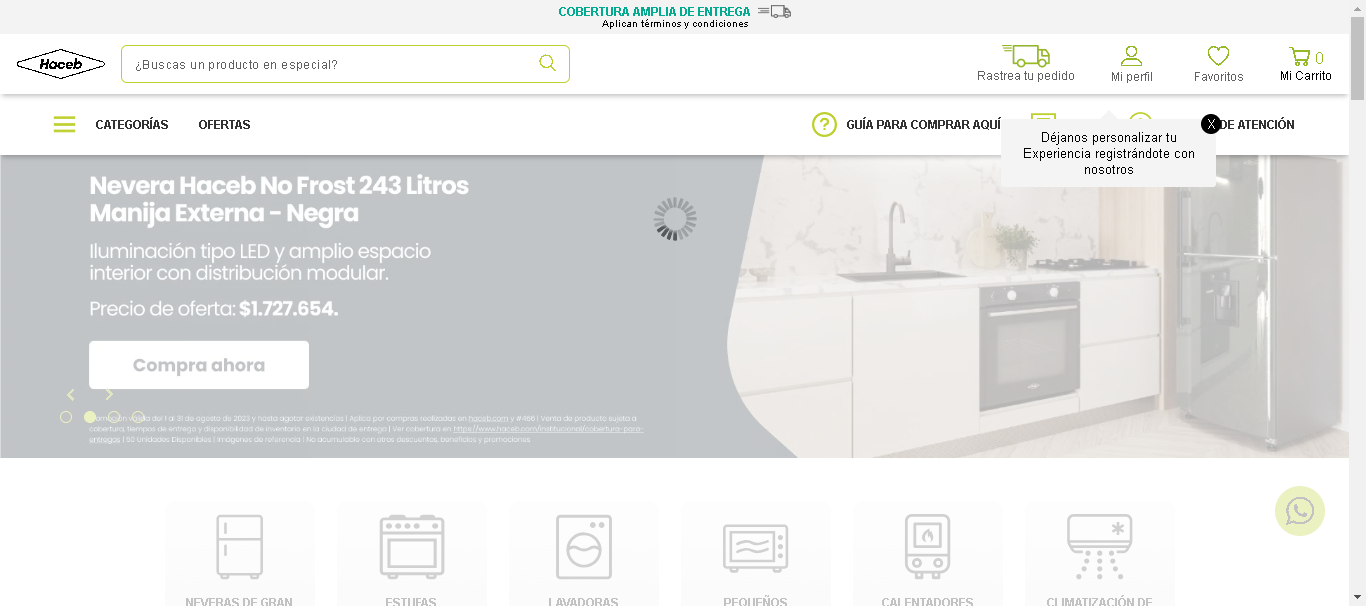 COBERTURA AMPLIA DE ENTREGA
Aplican términos y condiciones
Haceb
¿Buscas un producto en especial?
Rastrea tu pedido
Mi perfil
Favoritos
0
Mi Carrito
CATEGORÍAS
OFERTAS
GUÍA PARA COMPRAR AQUÍ
X
DE ATENCIÓN
Déjanos personalizar tu
Experiencia registrándote con
nosotros
Nevera Haceb No Frost 243 Litros
Manija Externa - Negra
Iluminación tipo LED y amplio espacio
interior con distribución modular.
Precio de oferta: $1.727.654.
Compra ahora
válida del 1 al 31 de agosto de 2023 y hasta agotar existencias | Aplica por compras realizadas en haceb.com y #466 | Venta de producto sujeta a
cobertura, tiempos de entrega y disponibilidad de inventario en la ciudad de entrega | Ver cobertura en https://www.haceb.com/institucional/cobertura-para-
entregas | 50 Unidades Disponibles | Imágenes de referencia | No acumulable con otros descuentos, beneficios y promociones
NEVERAS DE GRAN
ESTUFAS
LAVADORAS
PEQUEÑOS
CALENTADORES
CLIMATIZACIÓN DE